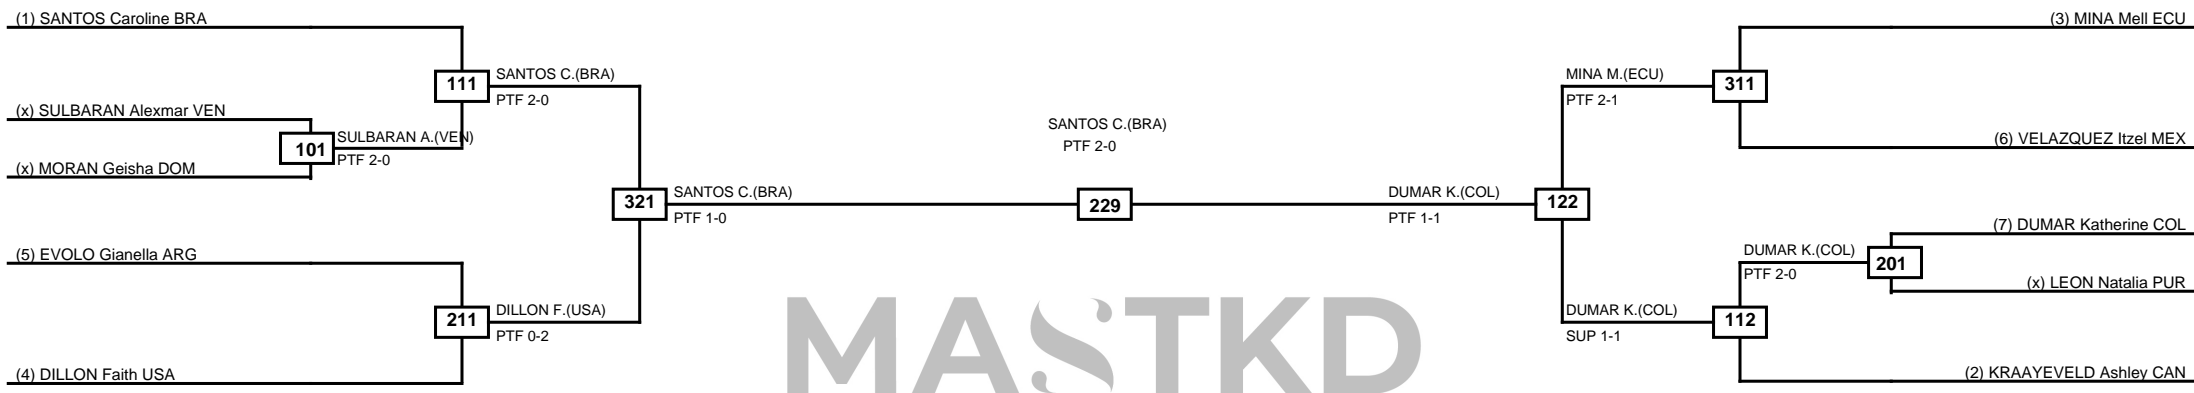 (1) SANTOS Caroline BRA
(3) MINA Mell ECU
111
SANTOS C.(BRA)
PTF 2-0
MINA M.(ECU)
PTF 2-1
311
(x) SULBARAN Alexmar VEN
101
SULBARAN A.(VEN)
PTF 2-0
SANTOS C.(BRA)
PTF 2-0
(6) VELAZQUEZ Itzel MEX
(x) MORAN Geisha DOM
321
SANTOS C.(BRA)
PTF 1-0
229
DUMAR K.(COL)
PTF 1-1
122
(7) DUMAR Katherine COL
(5) EVOLO Gianella ARG
DUMAR K.(COL)
PTF 2-0
201
(x) LEON Natalia PUR
211
DILLON F.(USA)
PTF 0-2
DUMAR K.(COL)
SUP 1-1
112
(4) DILLON Faith USA
(2) KRAAYEVELD Ashley CAN
MASTKD